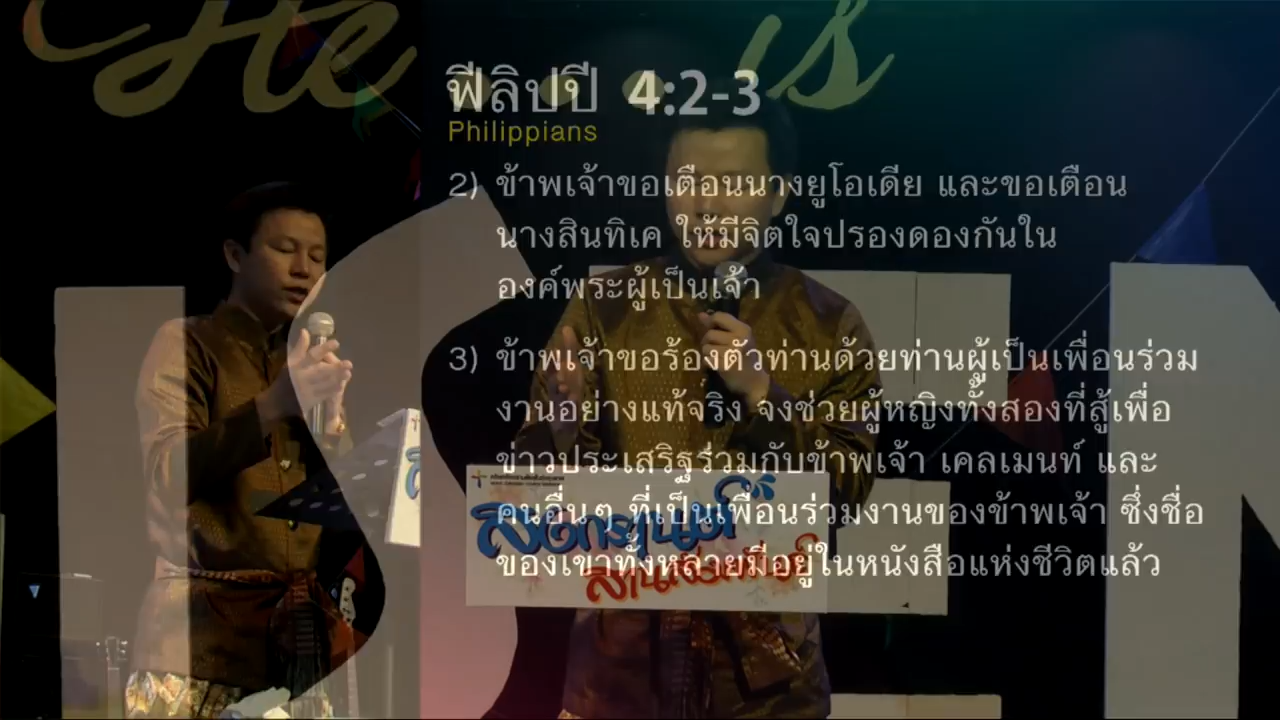 He is
ฟีลิปปี 4:2-3
Philippians
2) ข้าพเจ้าขอเตือนนางยูโอเดีย และขอเตือน
นางสินทิเค ให้มีจิตใจปรองดองกันใน
องค์พระผู้เป็นเจ้า
3) ข้าพเจ้าขอร้องตัวท่านด้วยท่านผู้เป็นเพื่อนร่วม
งานอย่างแท้จริง จงช่วยผู้หญิงทั้งสองที่สู้เพื่อ
ข่าวประเสริฐร่วมกับข้าพเจ้า เคลเมนท์ และ
คนอื่นๆ ที่เป็นเพื่อนร่วมงานของข้าพเจ้า ซึ่งชื่อ
ของเขาทั้งหลายมีอยู่ในหนังสือแห่งชีวิตแล้ว
สงกรานต์